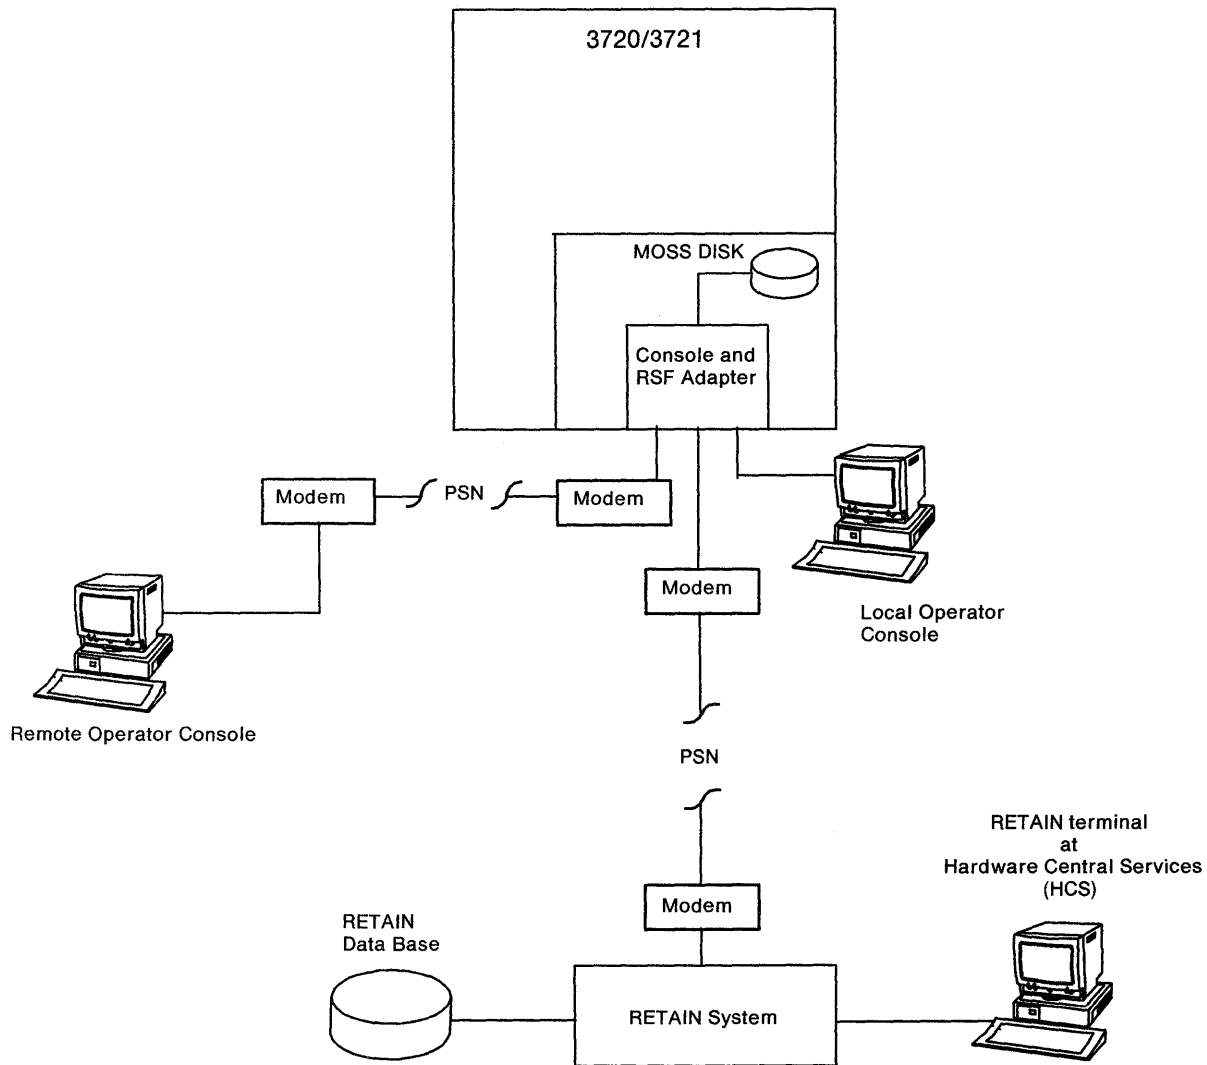 3720/3721
MOSS DISK
Console and
RSF Adapter
Modem
PSN
Modem
Modem
Local Operator
Console
Remote Operator Console
PSN
RETAIN terminal
at
Hardware Central Services
(HCS)
Modem
RETAIN
Data Base
RETAIN System